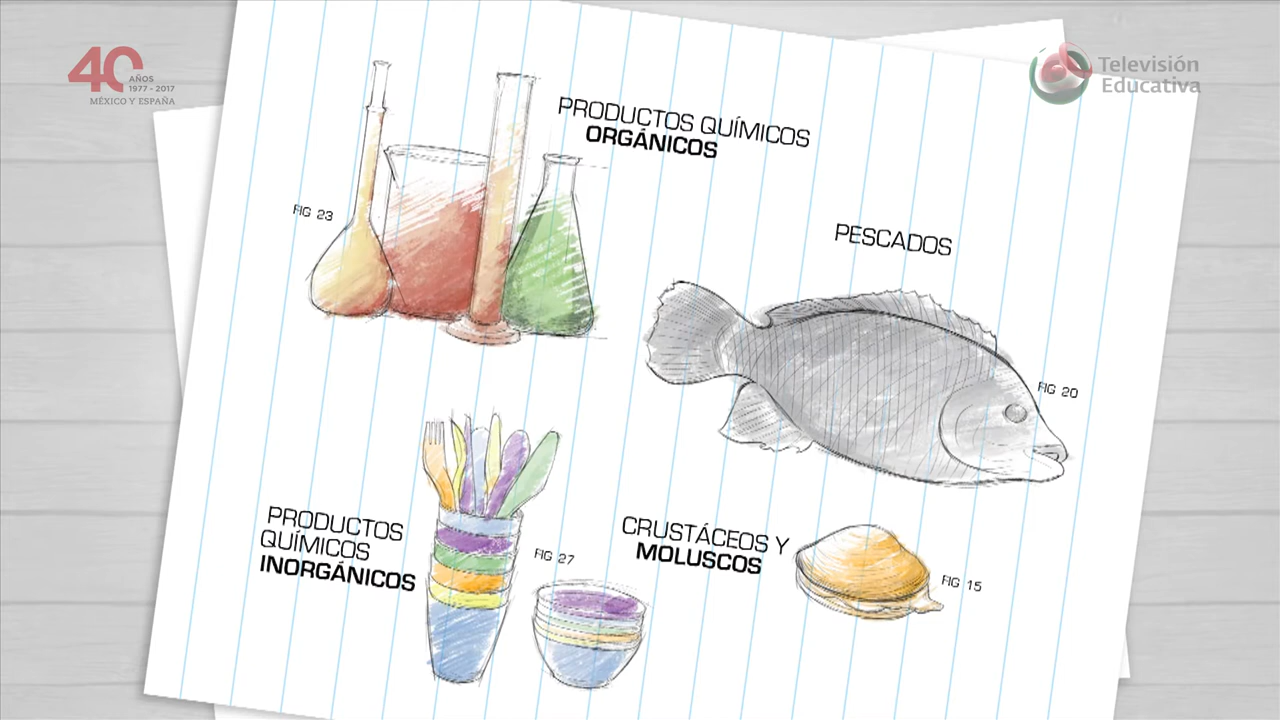 40
AÑOS
1977 - 2017
MÉXICO Y ESPAÑA
Televisión
Educativa
PRODUCTOS QUÍMICOS
ORGÁNICOS
FIG 23
PESCADOS
FIG 20
PRODUCTOS
QUÍMICOS
INORGÁNICOS
FIG 27
CRUSTÁCEOS Y
MOLUSCOS
FIG 15